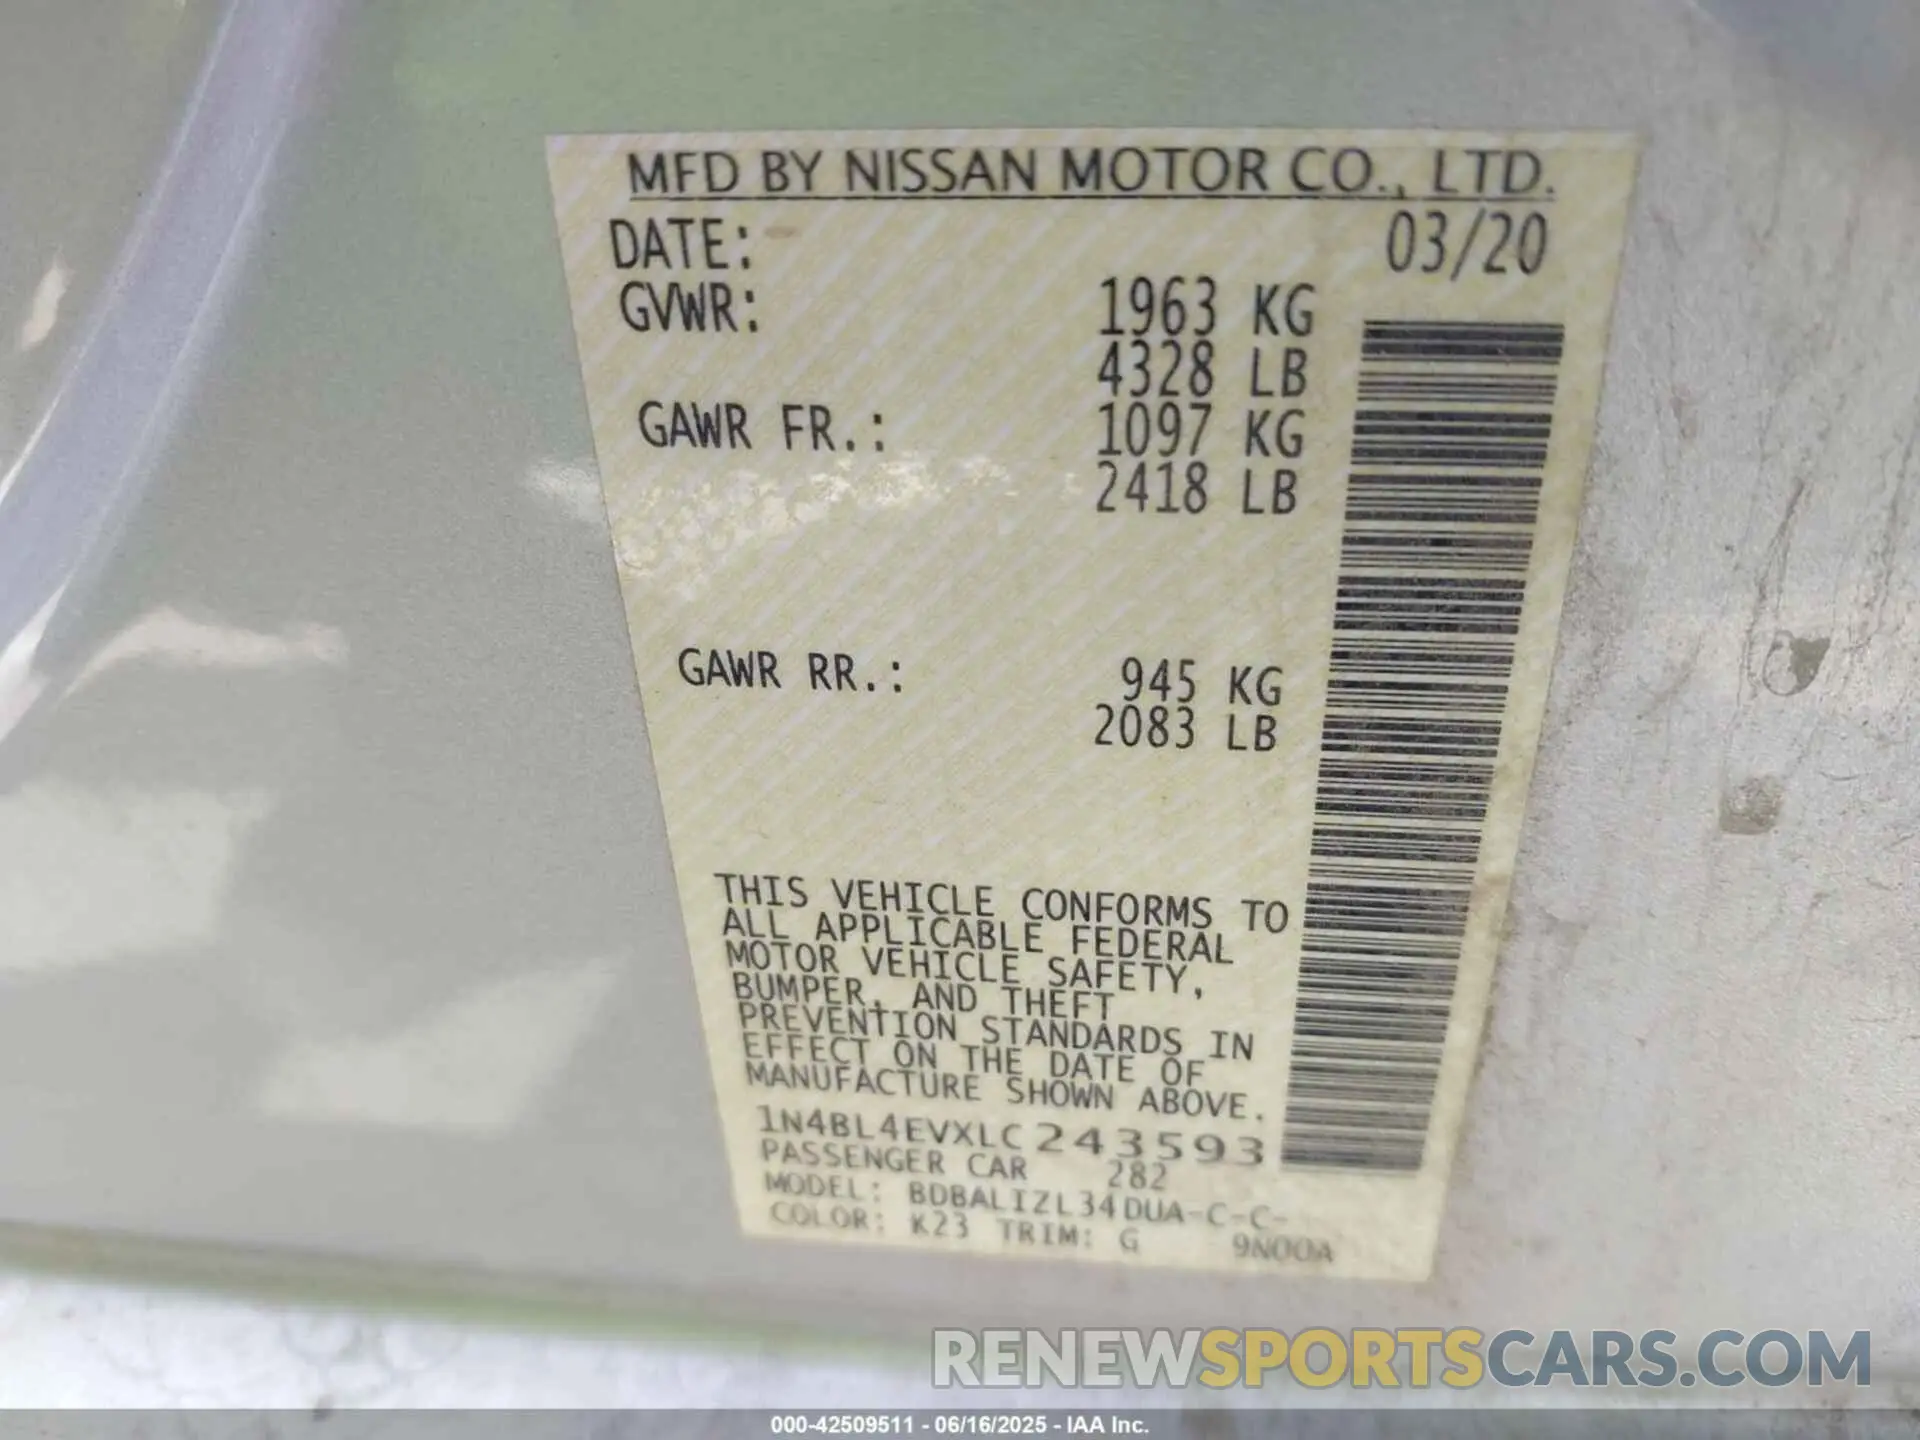 MFD BY NISSAN MOTOR CO., LTD.
DATE: 03/20
GVWR: 1963 KG
4328 LB
GAWR FR.: 1097 KG
2418 LB
GAWR RR.: 945 KG
2083 LB
THIS VEHICLE CONFORMS TO
ALL APPLICABLE FEDERAL
MOTOR VEHICLE SAFETY,
BUMPER, AND THEFT
PREVENTION STANDARDS IN
EFFECT ON THE DATE OF
MANUFACTURE SHOWN ABOVE.
1N4BL4EVXLC243593
PASSENGER CAR 282
MODEL: BDBALIZL34DUA-C-C-
COLOR: K23 TRIM: G 9N00A
RENEWSPORTSCARS.COM
000-42509511 - 06/16/2025 - IAA Inc.